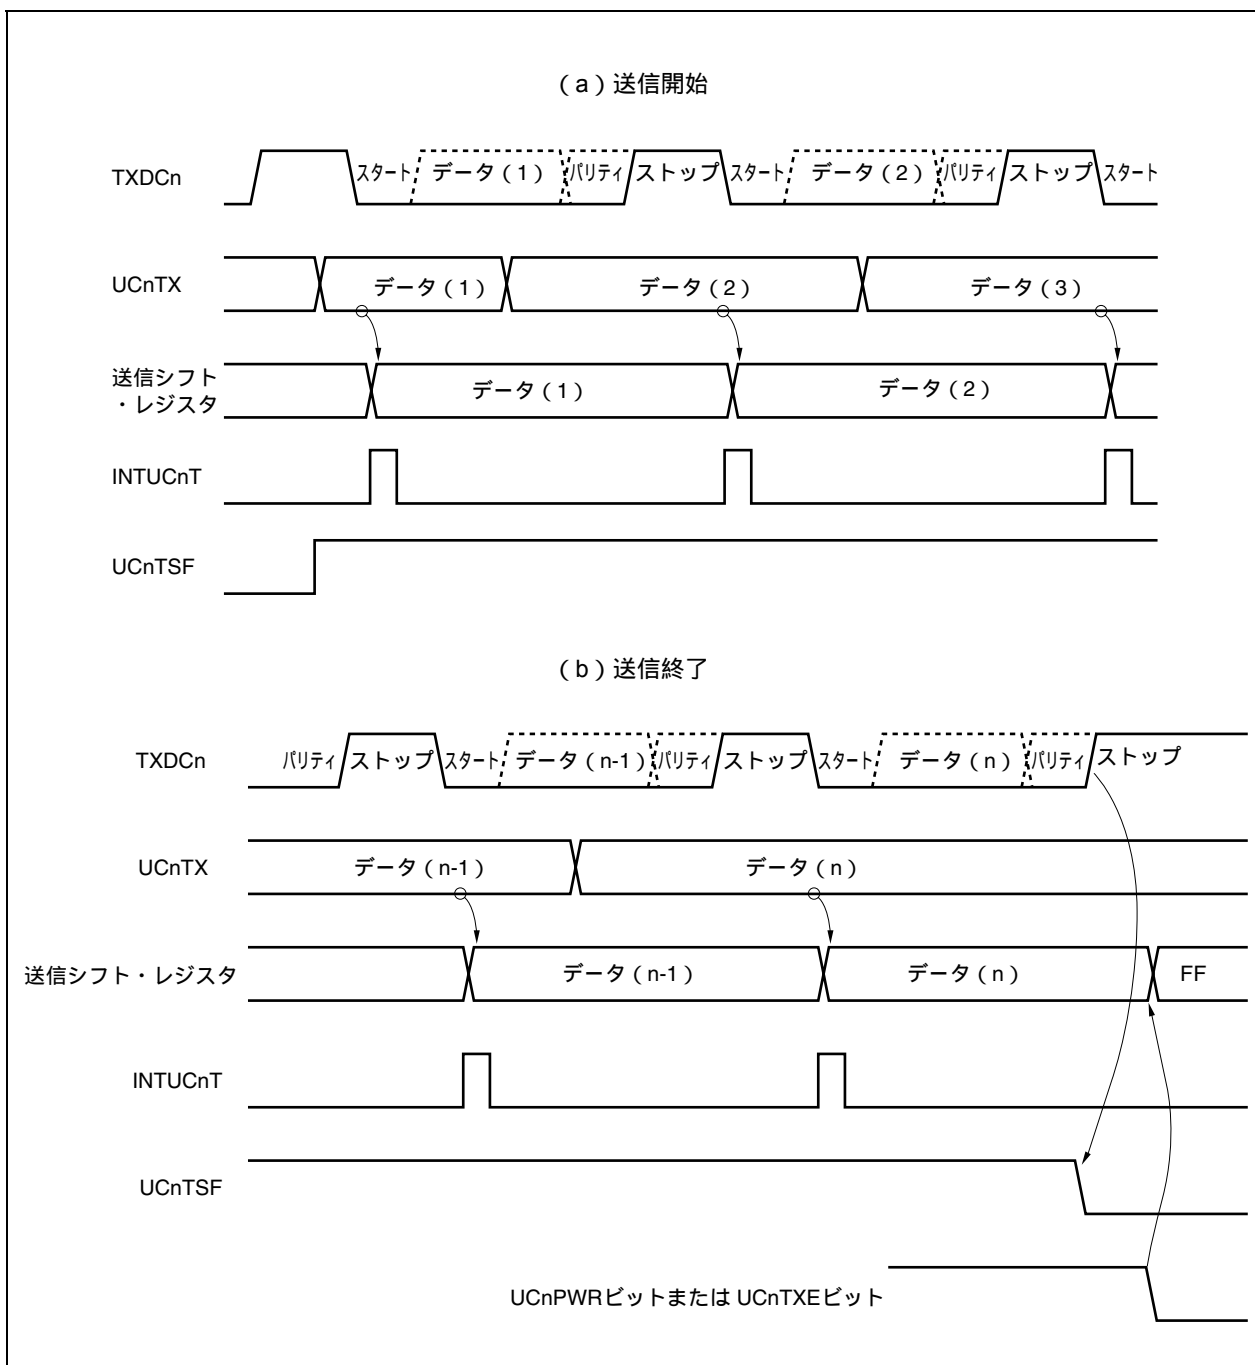 (a)送信開始
TXDCn
スタート データ(1) パリティ ストップ スタート データ(2) パリティ ストップ スタート
UCnTX
データ(1) データ(2) データ(3)
送信シフト
・レジスタ
データ(1) データ(2)
INTUCnT
UCnTSF
(b)送信終了
TXDCn
パリティ ストップ スタート データ(n-1) パリティ ストップ スタート データ(n) パリティ ストップ
UCnTX
データ(n-1) データ(n)
送信シフト・レジスタ
データ(n-1) データ(n) FF
INTUCnT
UCnTSF
UCnPWRビットまたは UCnTXEビット